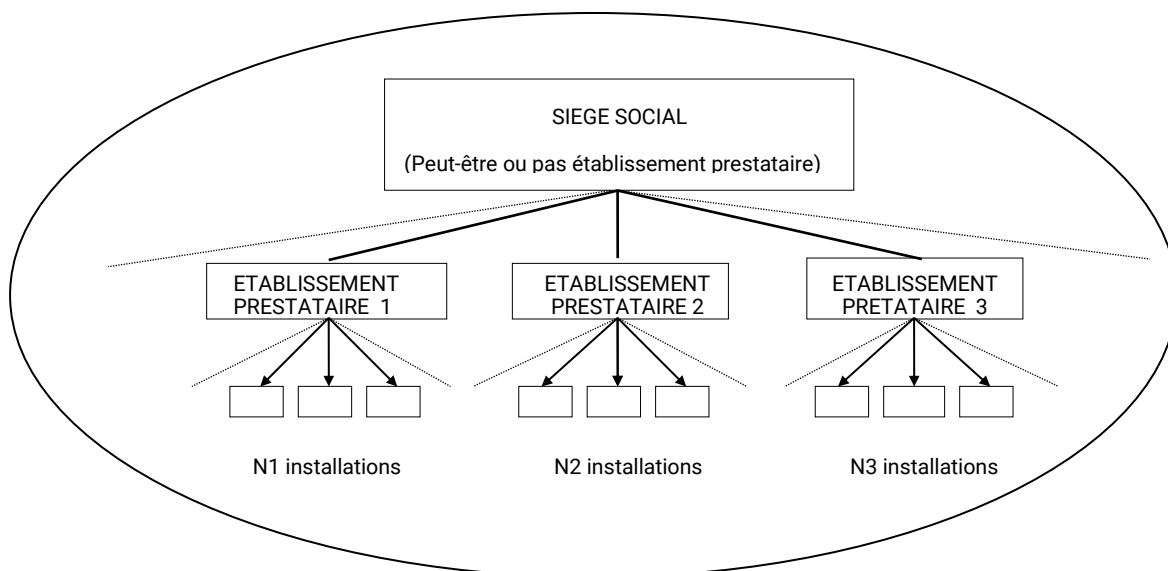 SIEGE SOCIAL
(Peut-être ou pas établissement prestataire)
ETABLISSEMENT
PRESTATAIRE 1
ETABLISSEMENT
PRESTATAIRE 2
ETABLISSEMENT
PRETATAIRE 3
N1 installations
N2 installations
N3 installations